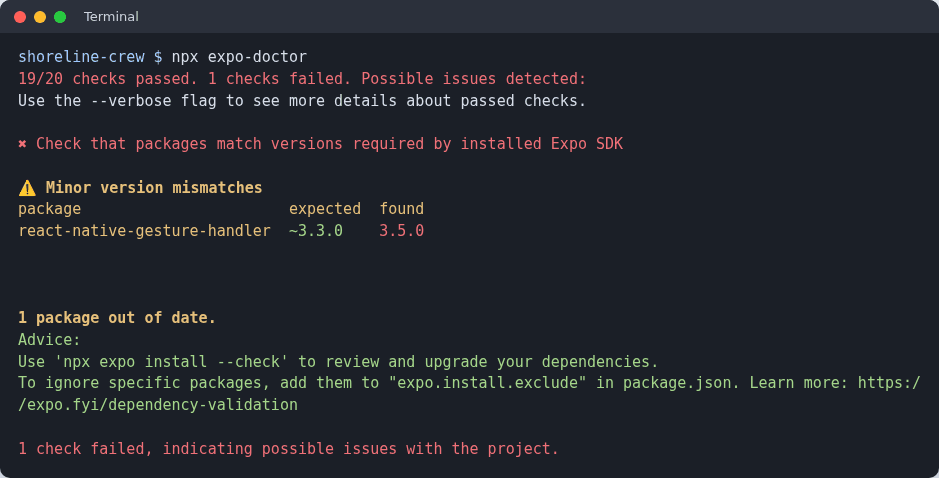 Terminal
shoreline-crew $ npx expo-doctor
19/20 checks passed. 1 checks failed. Possible issues detected:
Use the --verbose flag to see more details about passed checks.
✖ Check that packages match versions required by installed Expo SDK
⚠️ Minor version mismatches
package                       expected  found
react-native-gesture-handler  ~3.3.0    3.5.0
1 package out of date.
Advice:
Use 'npx expo install --check' to review and upgrade your dependencies.
To ignore specific packages, add them to "expo.install.exclude" in package.json. Learn more: https:/
/expo.fyi/dependency-validation
1 check failed, indicating possible issues with the project.